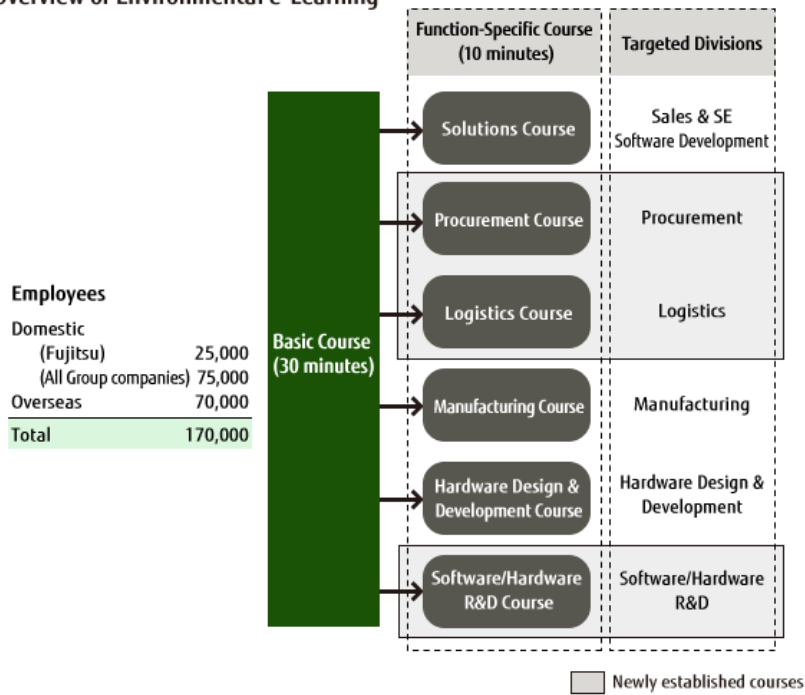 Overview of Environmental e-Learning
Function-Specific Course
(10 minutes)
Targeted Divisions
Solutions Course
Sales & SE
Software Development
Procurement Course
Procurement
Logistics Course
Logistics
Employees
Domestic
(Fujitsu) 25,000
(All Group companies) 75,000
Overseas 70,000
Total 170,000
Basic Course
(30 minutes)
Manufacturing Course
Manufacturing
Hardware Design &
Development Course
Hardware Design &
Development
Software/Hardware
R&D Course
Software/Hardware
R&D
Newly established courses